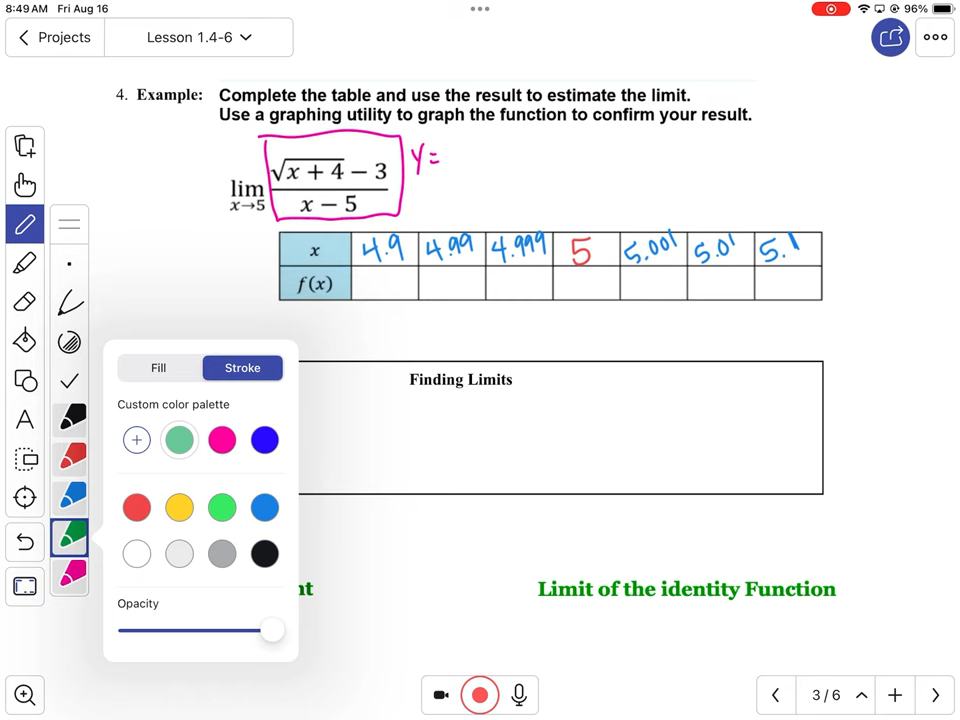 8:49 AM Fri Aug 16
96%
Projects
Lesson 1.4-6
4. Example: Complete the table and use the result to estimate the limit.
Use a graphing utility to graph the function to confirm your result.
lim x→5 (√(x + 4) − 3)/(x − 5) y =
x 4.9 4.99 4.999 5 5.001 5.01 5.1
f(x)
Fill Stroke
Finding Limits
Custom color palette
nt
Limit of the identity Function
Opacity
3 / 6